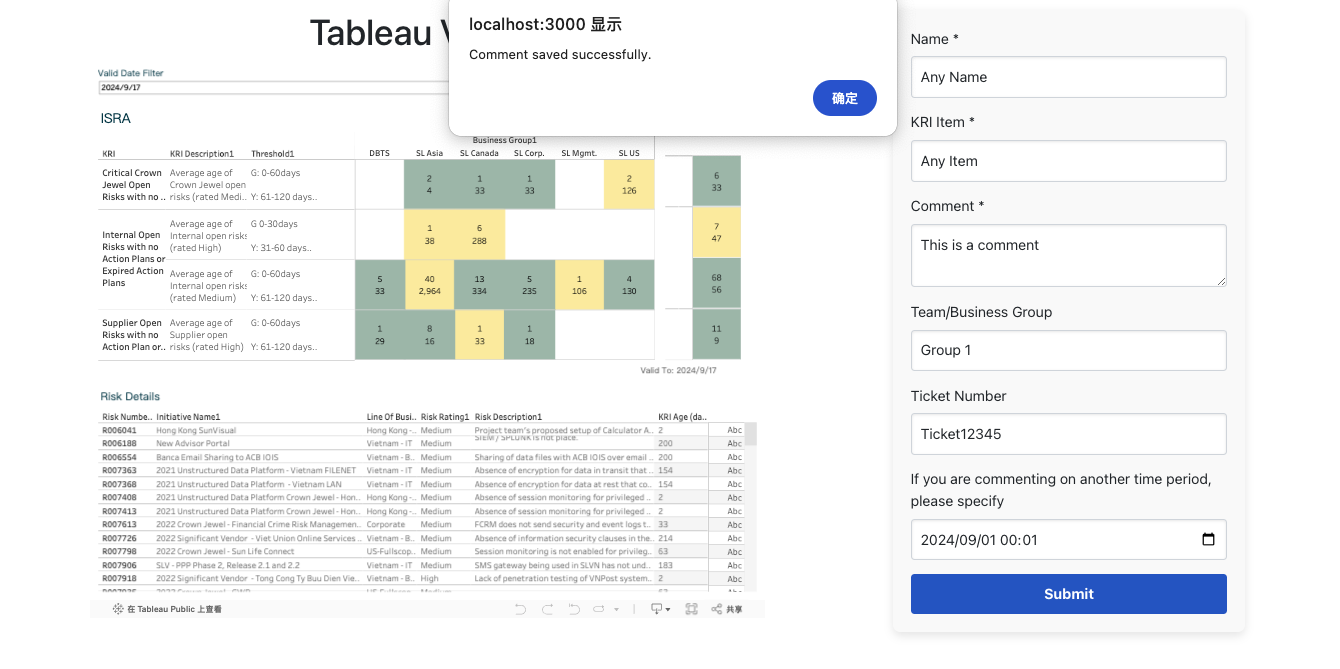 Tableau
localhost:3000 显示
Comment saved successfully.
确定
Valid Date Filter
2024/9/17
ISRA
Business Group1
KRI KRI Description1 Threshold1 DBTS SL Asia SL Canada SL Corp. SL Mgmt. SL US
Critical Crown Jewel Open Risks with no ..
Average age of Crown Jewel open risks (rated Medi..
G: 0-60days
Y: 61-120 days..
2 1 1 2 6
4 33 33 126 33
Internal Open Risks with no Action Plans or Expired Action Plans
Average age of Internal open risks (rated High)
G 0-30days
Y: 31-60 days..
1 6 7
38 288 47
Average age of Internal open risks (rated Medium)
G: 0-60days
Y: 61-120 days..
5 40 13 5 1 4 68
33 2,964 334 235 106 130 56
Supplier Open Risks with no Action Plan or..
Average age of Supplier open risks (rated High)
G: 0-60days
Y: 61-120 days..
1 8 1 1 11
29 16 33 18 9
Valid To: 2024/9/17
Risk Details
Risk Numbe.. Initiative Name1 Line Of Busi.. Risk Rating1 Risk Description1 KRI Age (da..
R006041 Hong Kong SunVisual Hong Kong -.. Medium Project team's proposed setup of Calculator A.. 2 Abc
R006188 New Advisor Portal Vietnam - IT Medium SIEM / SPLUNK is not place. 200 Abc
R006554 Banca Email Sharing to ACB IOIS Vietnam - B.. Medium Sharing of data files with ACB IOIS over email .. 200 Abc
R007363 2021 Unstructured Data Platform - Vietnam FILENET Vietnam - IT Medium Absence of encryption for data in transit that .. 154 Abc
R007368 2021 Unstructured Data Platform - Vietnam LAN Vietnam - IT Medium Absence of encryption for data at rest that co.. 154 Abc
R007408 2021 Unstructured Data Platform Crown Jewel - Hon.. Hong Kong -.. Medium Absence of session monitoring for privileged .. 2 Abc
R007413 2021 Unstructured Data Platform Crown Jewel - Hon.. Hong Kong -.. Medium Absence of session monitoring for privileged .. 2 Abc
R007613 2022 Crown Jewel - Financial Crime Risk Managemen.. Corporate Medium FCRM does not send security and event logs t.. 33 Abc
R007726 2022 Significant Vendor - Viet Union Online Services .. Vietnam - B.. Medium Absence of information security clauses in the.. 214 Abc
R007798 2022 Crown Jewel - Sun Life Connect US-Fullscop.. Medium Session monitoring is not enabled for privileg.. 63 Abc
R007906 SLV - PPP Phase 2, Release 2.1 and 2.2 Vietnam - IT Medium SMS gateway being used in SLVN has not und.. 183 Abc
R007918 2022 Significant Vendor - Tong Cong Ty Buu Dien Vie.. Vietnam - B.. High Lack of penetration testing of VNPost system.. 2 Abc
在 Tableau Public 上查看
共享
Name *
Any Name
KRI Item *
Any Item
Comment *
This is a comment
Team/Business Group
Group 1
Ticket Number
Ticket12345
If you are commenting on another time period,
please specify
2024/09/01 00:01
Submit